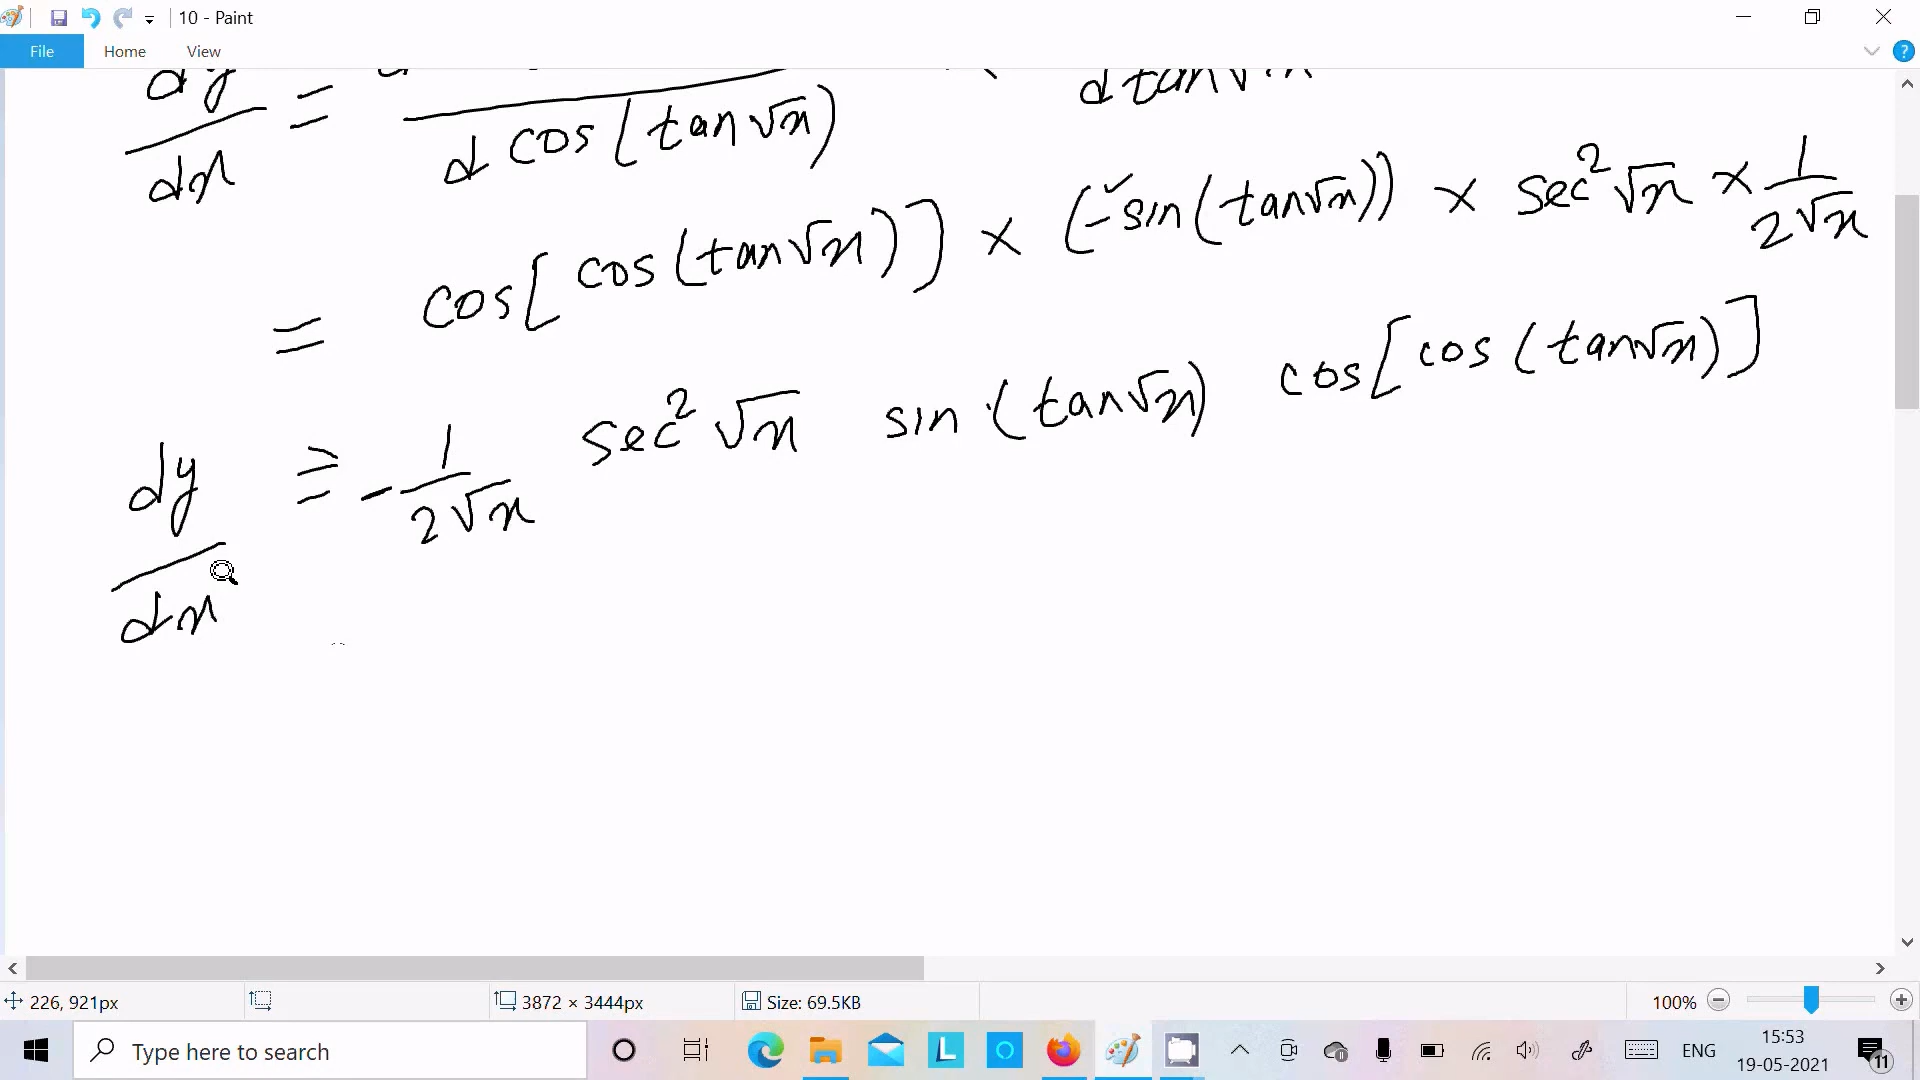 10 - Paint
File Home View
dy/dx = / d cos(tan√x) × d tan√x
= cos[cos(tan√x)] × (-sin(tan√x)) × sec²√x × 1/2√x
dy/dx = -1/2√x sec²√x sin(tan√x) cos[cos(tan√x)]
226, 921px 3872 × 3444px Size: 69.5KB 100%
Type here to search ENG 15:53
19-05-2021 11